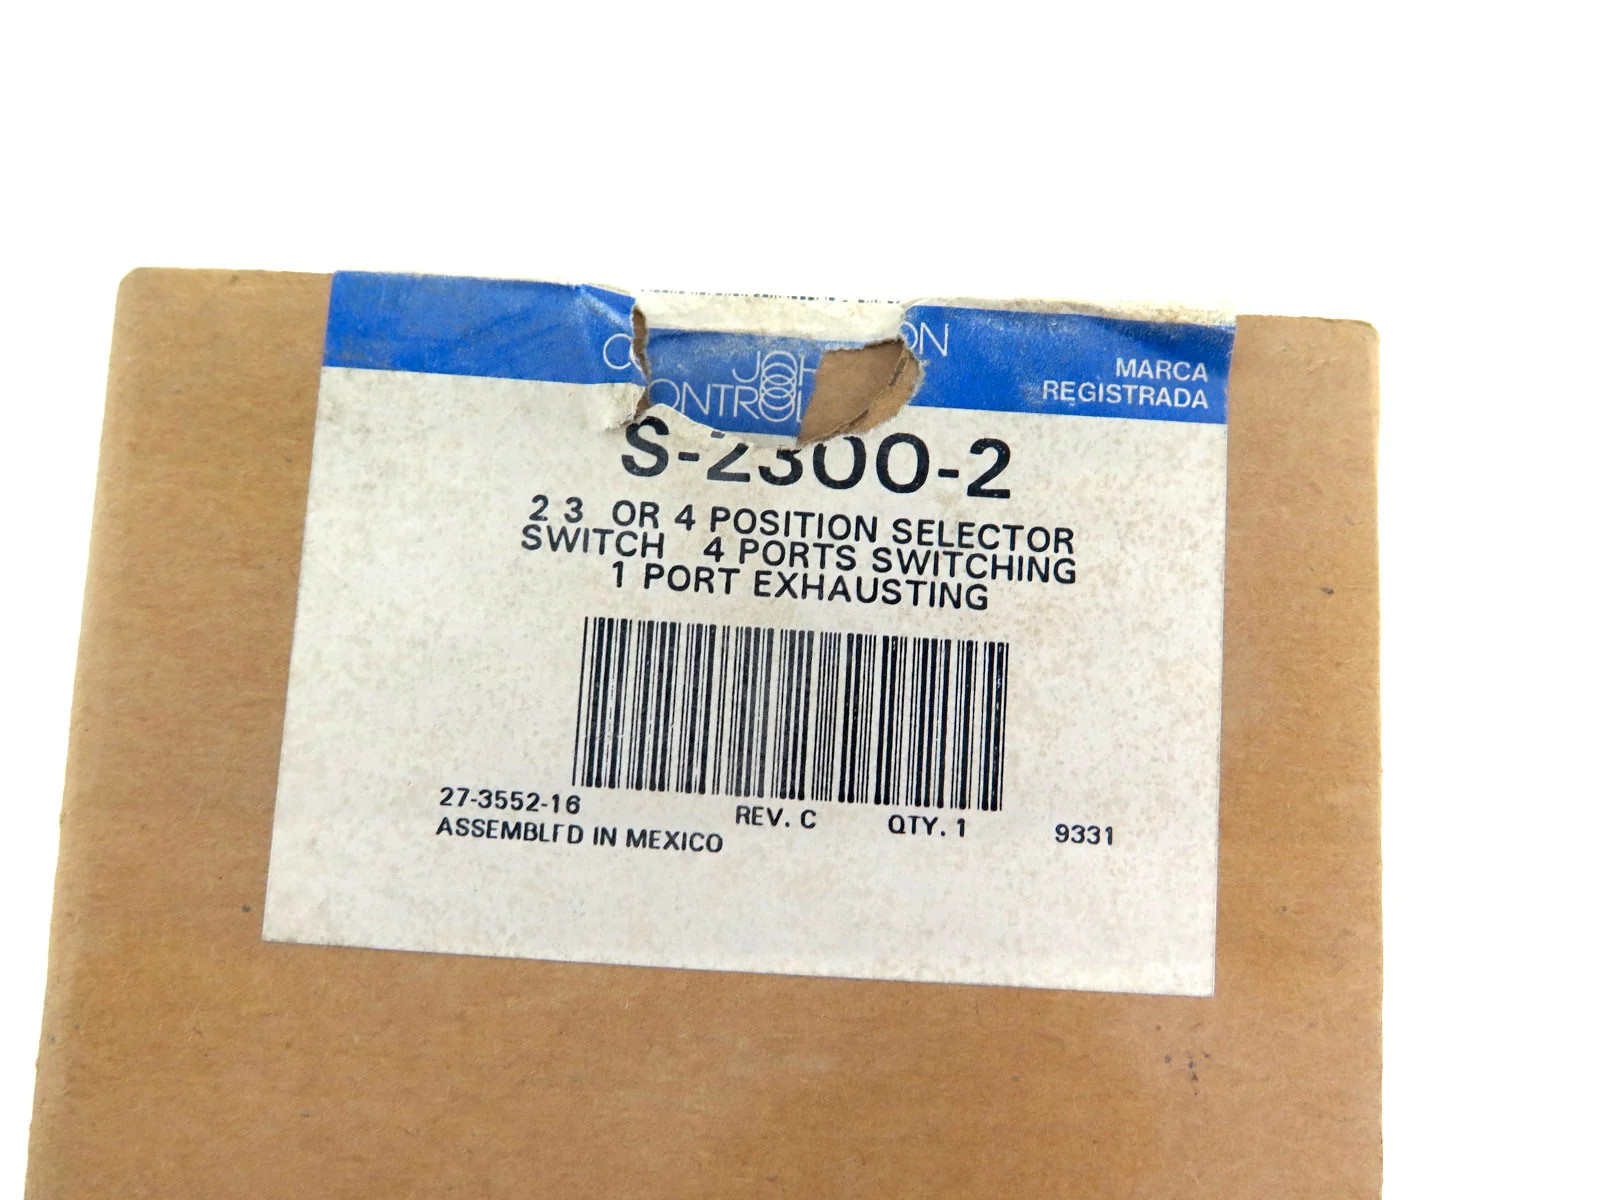 MARCA
REGISTRADA
S-2300-2
2 3 OR 4 POSITION SELECTOR
SWITCH 4 PORTS SWITCHING
1 PORT EXHAUSTING
27-3552-16
REV. C
QTY. 1
9331
ASSEMBLED IN MEXICO